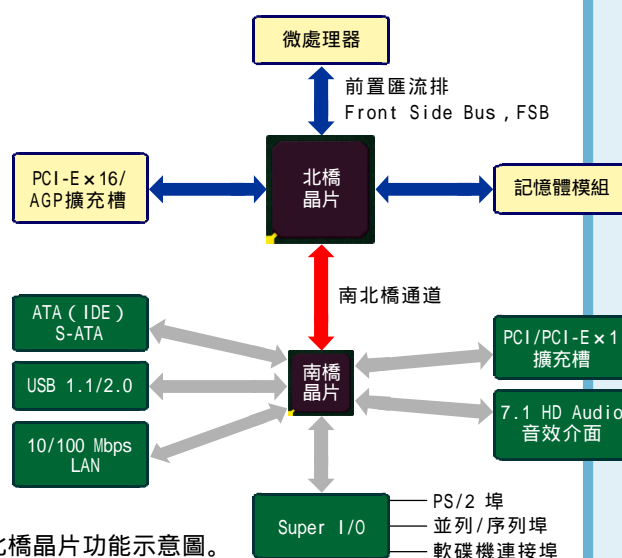 微處理器
前置匯流排
Front Side Bus , FSB
PCI-E×16/
AGP擴充槽
北橋
晶片
記憶體模組
南北橋通道
ATA ( IDE )
S-ATA
PCI/PCI-E×1
擴充槽
南橋
晶片
USB 1.1/2.0
7.1 HD Audio
音效介面
10/100 Mbps
LAN
Super I/O
PS/2 埠
並列/序列埠
軟碟機連接埠
北橋晶片功能示意圖。